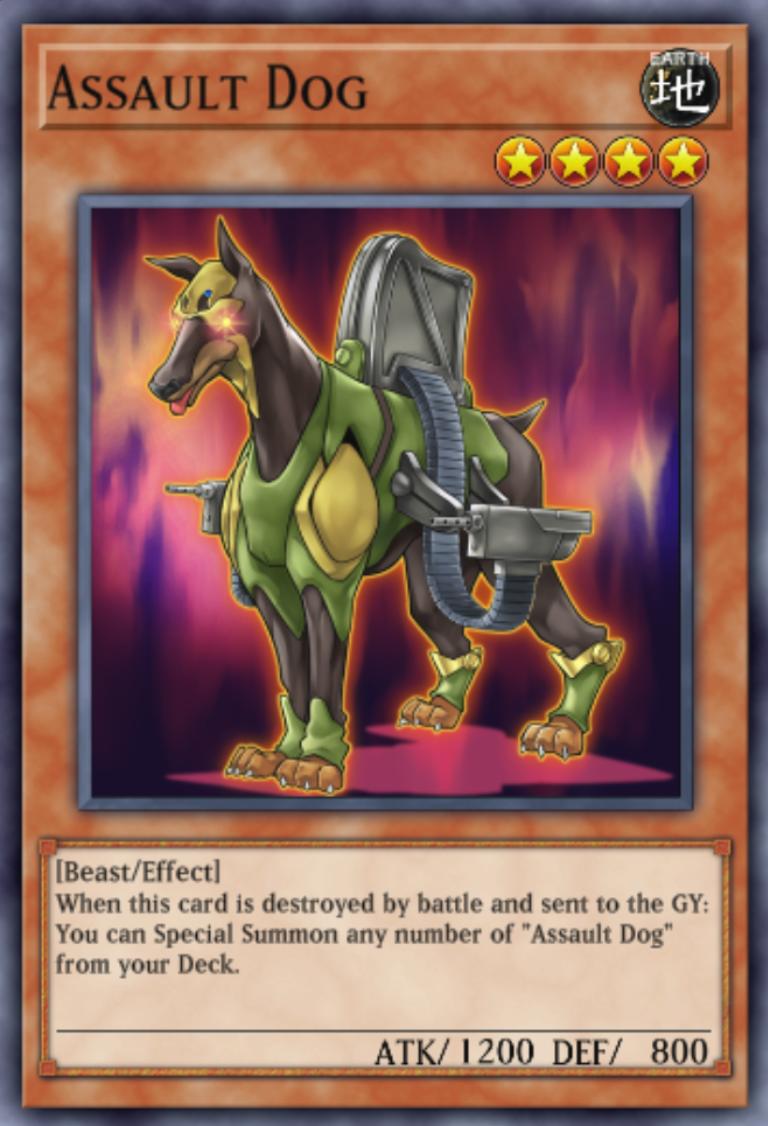 Assault Dog
EARTH
地
[Beast/Effect]
When this card is destroyed by battle and sent to the GY:
You can Special Summon any number of "Assault Dog"
from your Deck.
ATK/ 1200 DEF/ 800